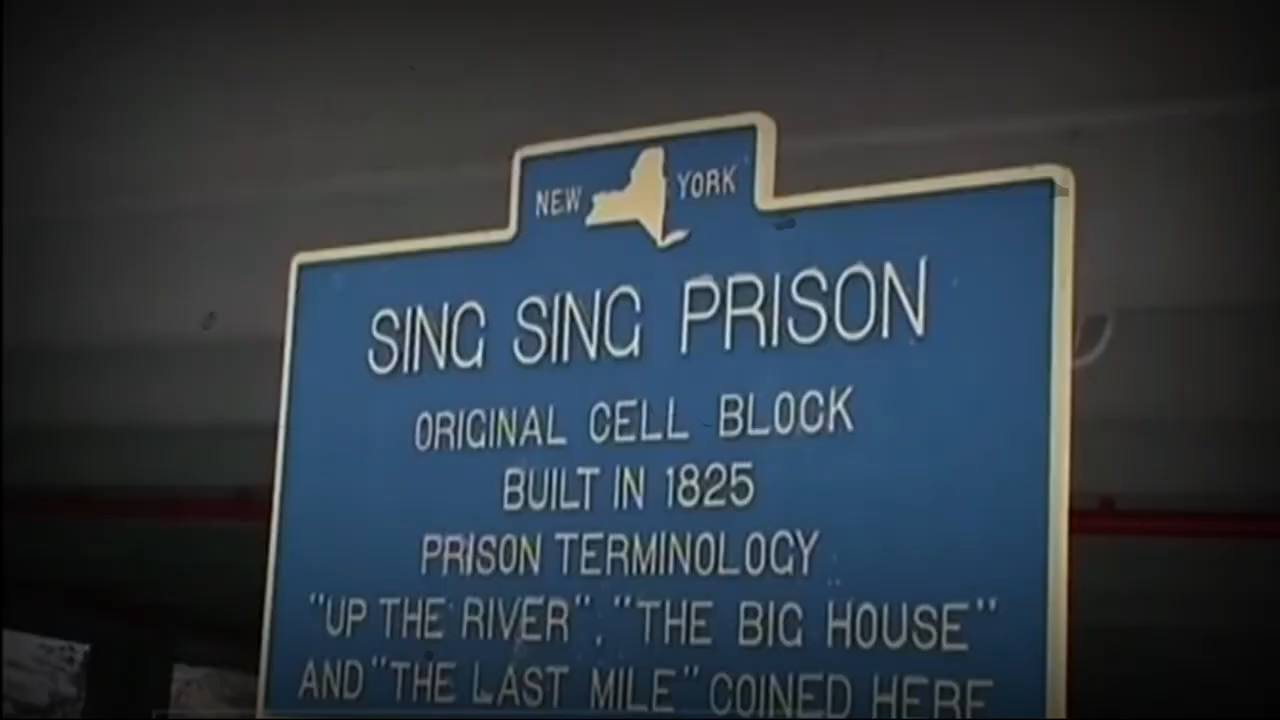 NEW YORK
SING SING PRISON
ORIGINAL CELL BLOCK
BUILT IN 1825
PRISON TERMINOLOGY
"UP THE RIVER", "THE BIG HOUSE"
AND "THE LAST MILE" COINED HERE